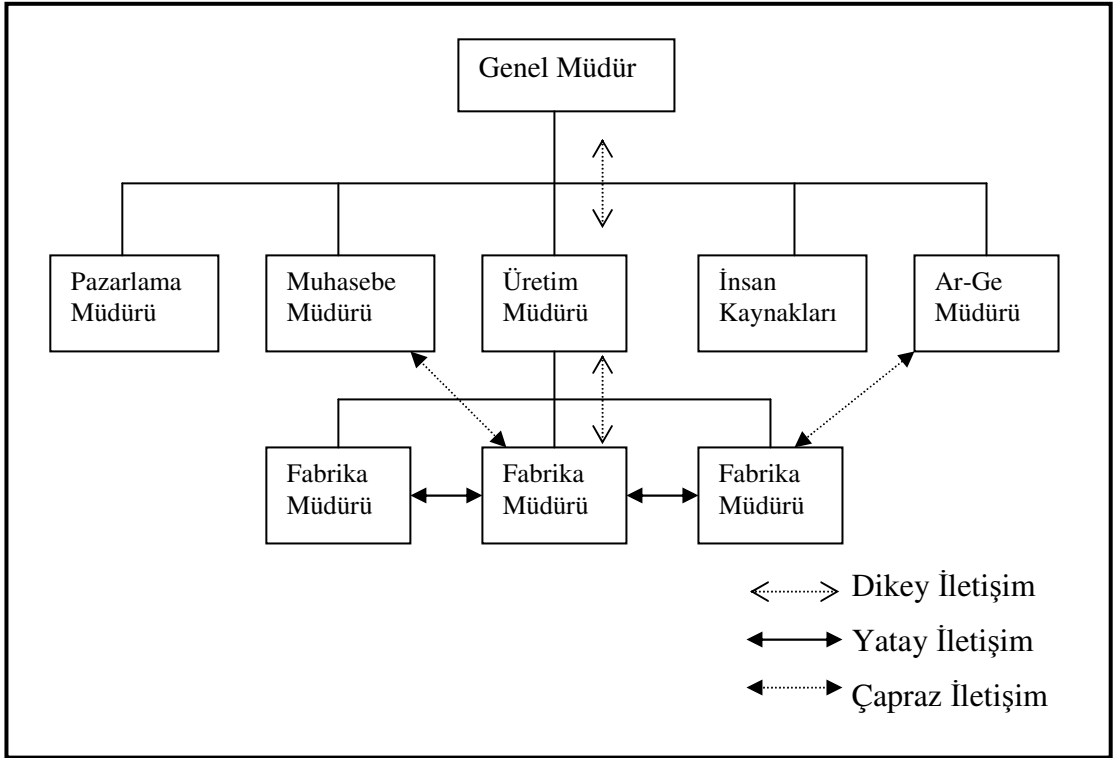 Genel Müdür
Pazarlama
Müdürü
Muhasebe
Müdürü
Üretim
Müdürü
İnsan
Kaynakları
Ar-Ge
Müdürü
Fabrika
Müdürü
Fabrika
Müdürü
Fabrika
Müdürü
Dikey İletişim
Yatay İletişim
Çapraz İletişim